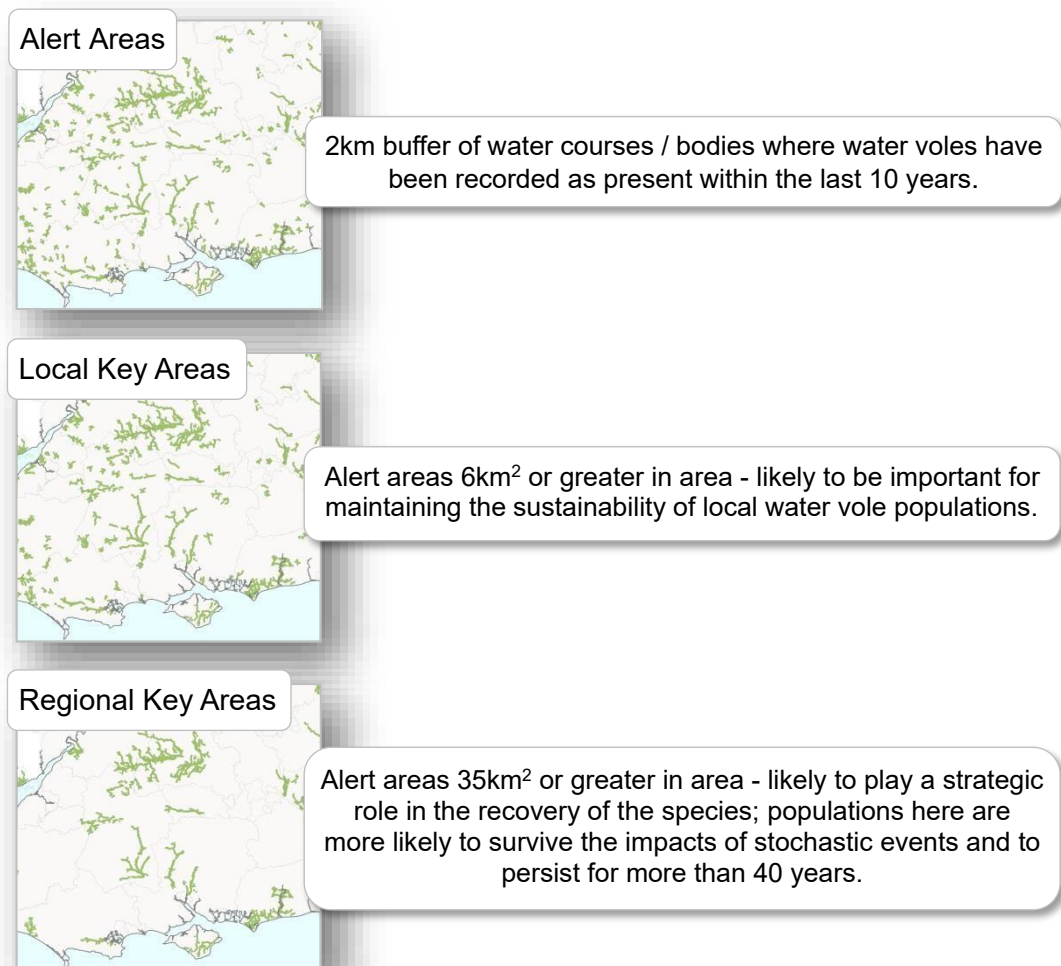 Alert Areas
2km buffer of water courses / bodies where water voles have
been recorded as present within the last 10 years.
Local Key Areas
Alert areas 6km² or greater in area - likely to be important for
maintaining the sustainability of local water vole populations.
Regional Key Areas
Alert areas 35km² or greater in area - likely to play a strategic
role in the recovery of the species; populations here are
more likely to survive the impacts of stochastic events and to
persist for more than 40 years.